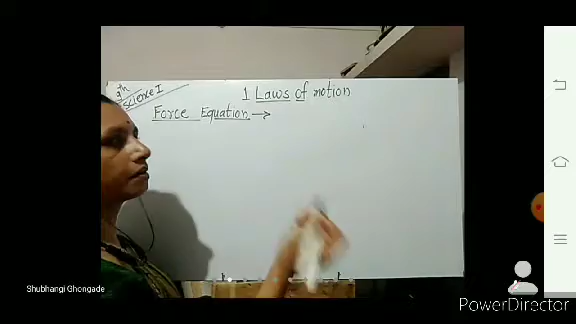 9th
Science I
1 Laws of motion
Force Equation →
Shubhangi Ghongade
PowerDirector